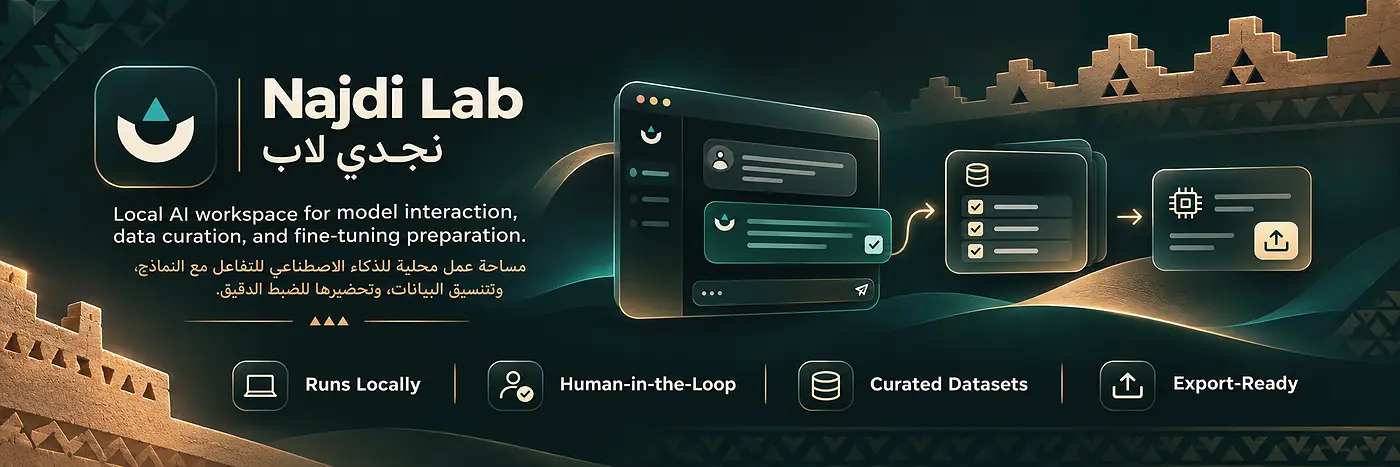 Najdi Lab
نجدي لاب
Local AI workspace for model interaction,
data curation, and fine-tuning preparation.
مساحة عمل محلية للذكاء الاصطناعي للتفاعل مع النماذج،
وتنسيق البيانات، وتحضيرها للضبط الدقيق.
Runs Locally
Human-in-the-Loop
Curated Datasets
Export-Ready